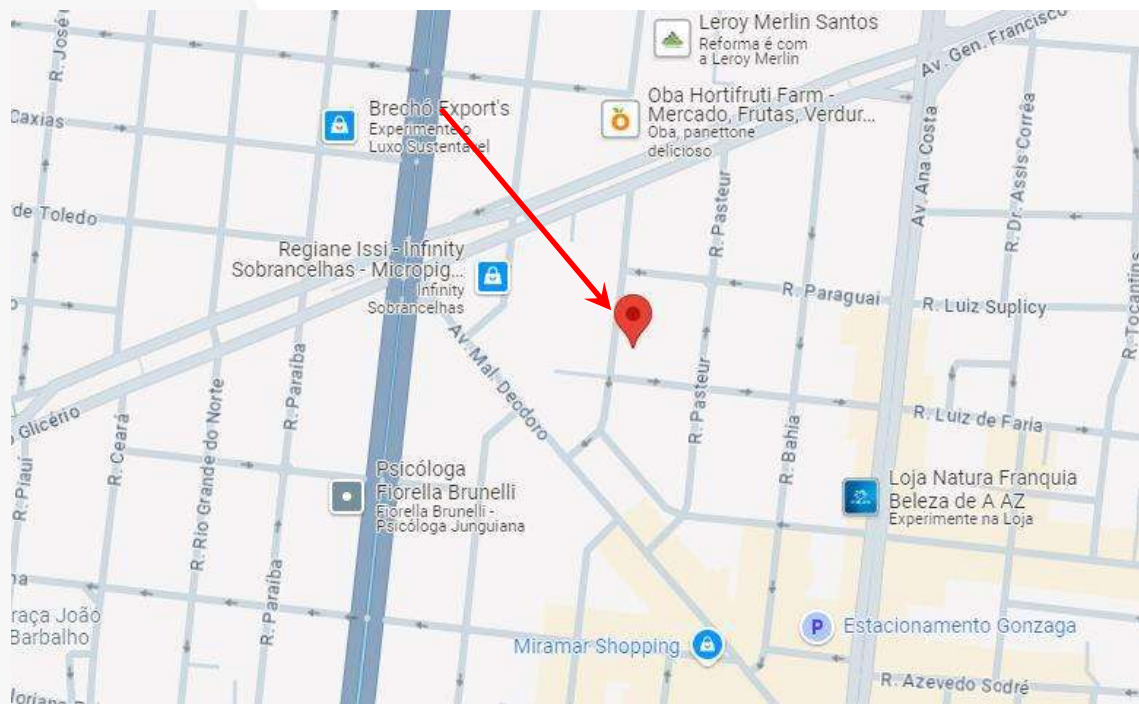 Leroy Merlin Santos
Reforma é com
a Leroy Merlin
Av. Gen. Francisco
R. José
Caxias
Brechó Export's
Experimente o
Luxo Sustentável
Oba Hortifruti Farm -
Mercado, Frutas, Verdur...
Oba, panettone
delicioso
Av. Ana Costa
R. Dr. Assis Corrêa
de Toledo
R. Pasteur
Regiane Issi - Infinity
Sobrancelhas - Micropig...
Infinity
Sobrancelhas
R. Paraguai
R. Luiz Suplicy
R. Tocantins
Av. Mal. Deodoro
R. Paraíba
Glicério
R. Ceará
R. Rio Grande do Norte
R. Piauí
R. Pasteur
R. Bahia
R. Luiz de Faria
Psicóloga
Fiorella Brunelli
Fiorella Brunelli -
Psicóloga Junguiana
Loja Natura Franquia
Beleza de A AZ
Experimente na Loja
R. Paraíba
na
raça João
Barbalho
Miramar Shopping
P
Estacionamento Gonzaga
R. Azevedo Sodré